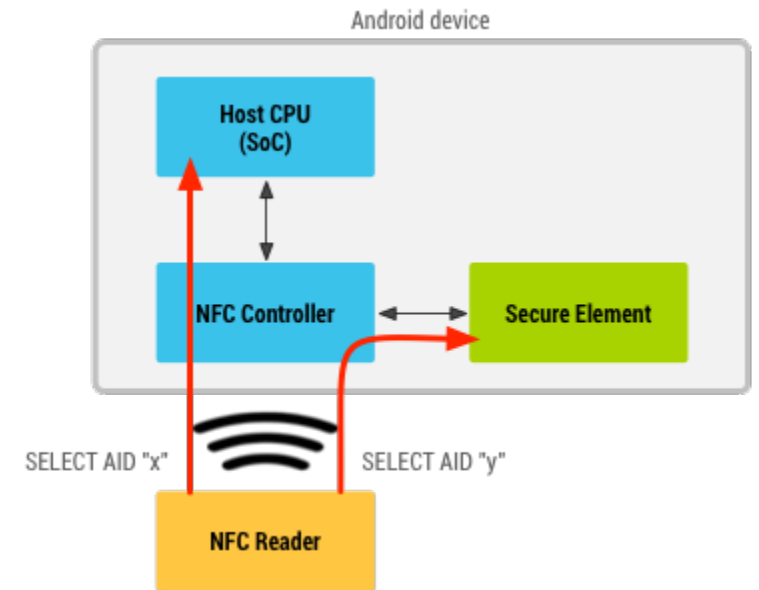 Android device
Host CPU
(SoC)
NFC Controller
Secure Element
SELECT AID "x"
SELECT AID "y"
NFC Reader